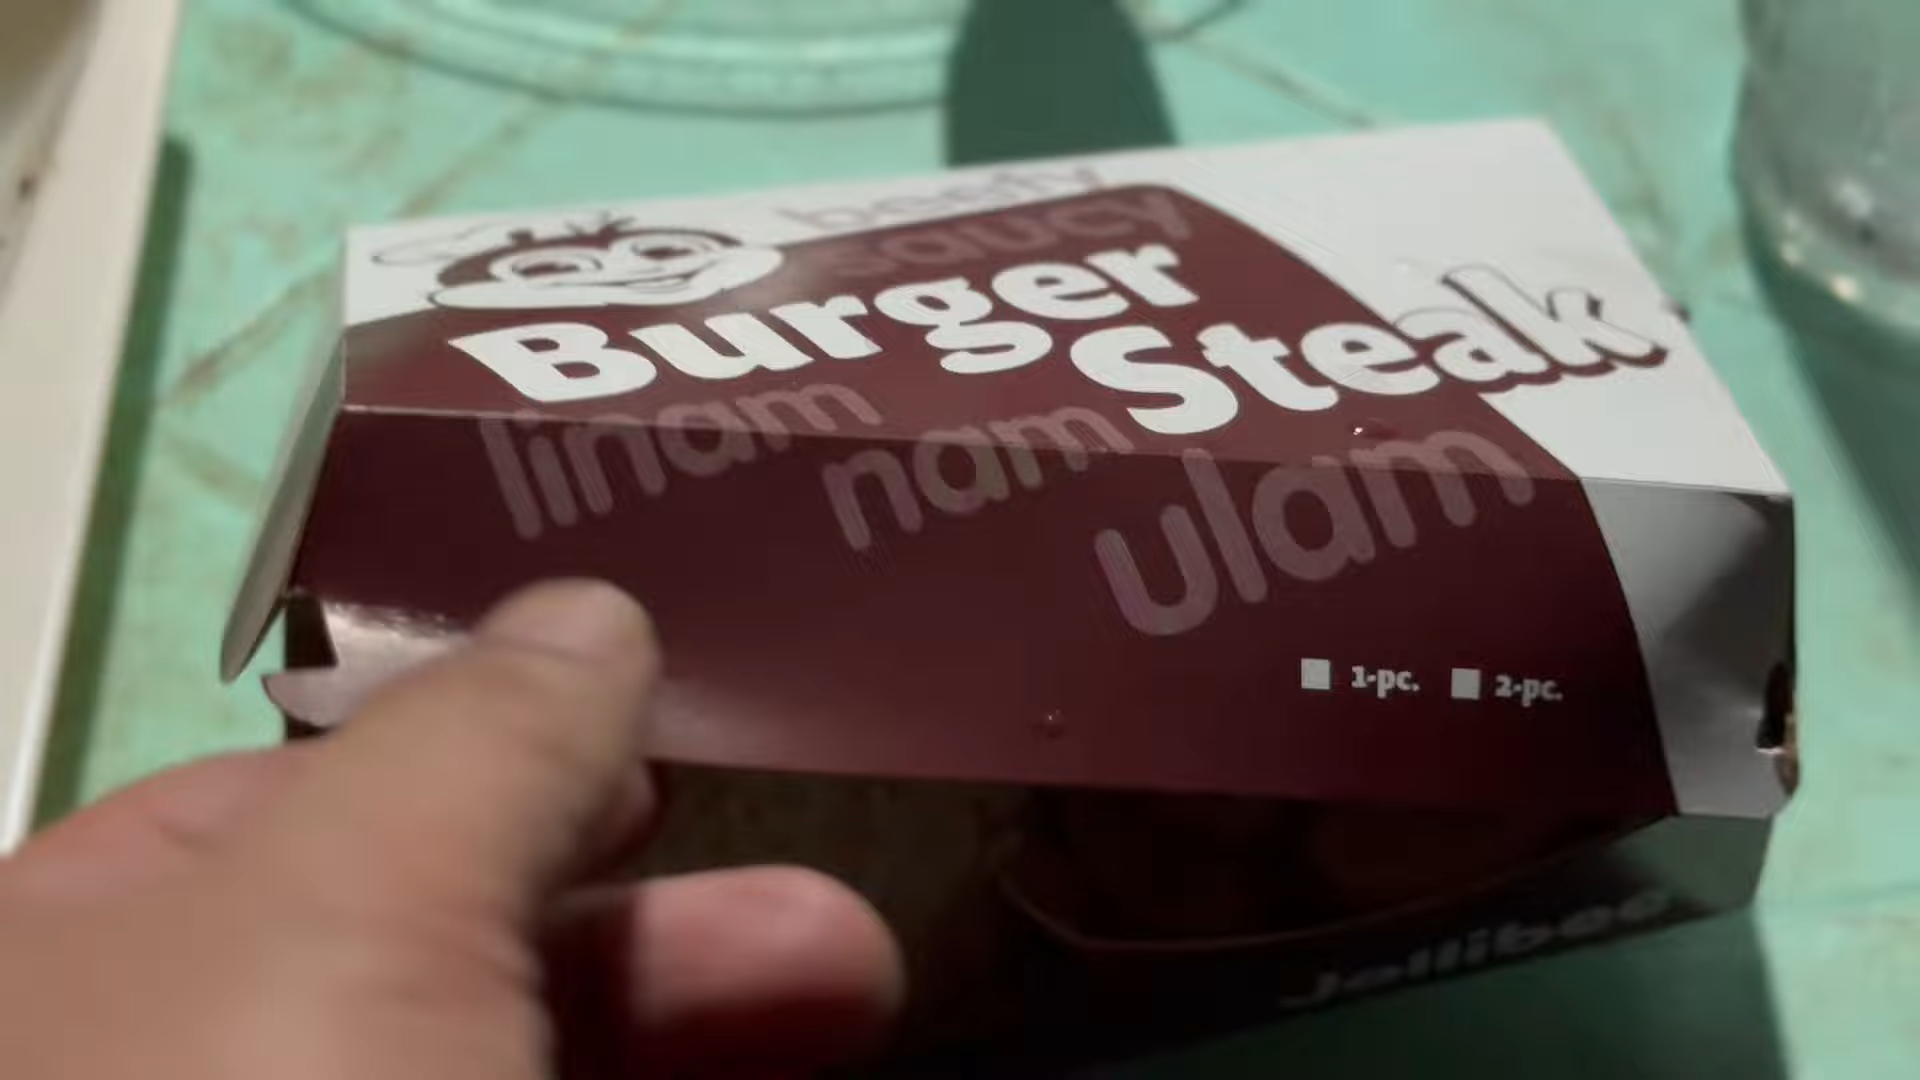 beefy
saucy
Burger
Steak
linam
nam
ulam
1-pc. 2-pc.
Jollibee